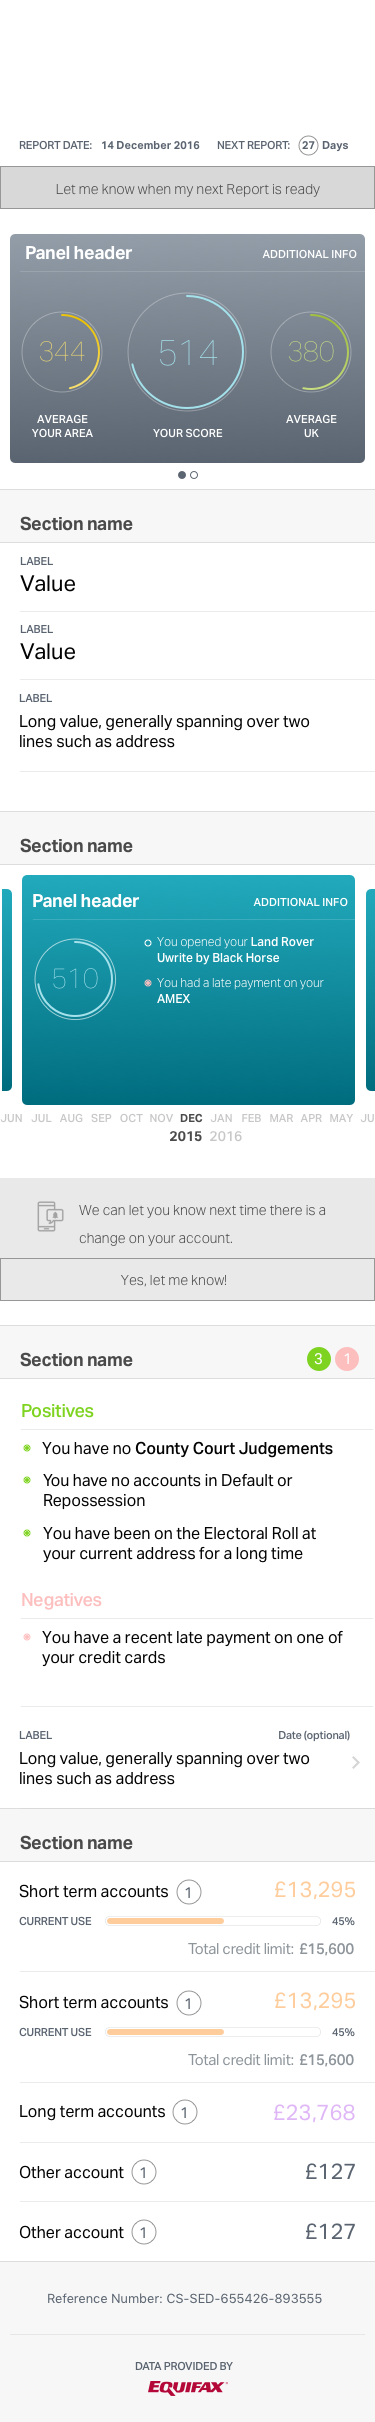 REPORT DATE: 14 December 2016 NEXT REPORT: 27 Days
Let me know when my next Report is ready
Panel header ADDITIONAL INFO
344 514 380
AVERAGE
YOUR AREA
YOUR SCORE
AVERAGE
UK
Section name
LABEL
Value
LABEL
Value
LABEL
Long value, generally spanning over two
lines such as address
Section name
Panel header ADDITIONAL INFO
510
You opened your Land Rover
Uwrite by Black Horse
You had a late payment on your
AMEX
JUN JUL AUG SEP OCT NOV DEC JAN FEB MAR APR MAY JU
2015 2016
We can let you know next time there is a
change on your account.
Yes, let me know!
Section name 3 1
Positives
You have no County Court Judgements
You have no accounts in Default or
Repossession
You have been on the Electoral Roll at
your current address for a long time
Negatives
You have a recent late payment on one of
your credit cards
LABEL Date (optional)
Long value, generally spanning over two
lines such as address
Section name
Short term accounts 1 £13,295
CURRENT USE 45%
Total credit limit: £15,600
Short term accounts 1 £13,295
CURRENT USE 45%
Total credit limit: £15,600
Long term accounts 1 £23,768
Other account 1 £127
Other account 1 £127
Reference Number: CS-SED-655426-893555
DATA PROVIDED BY
EQUIFAX